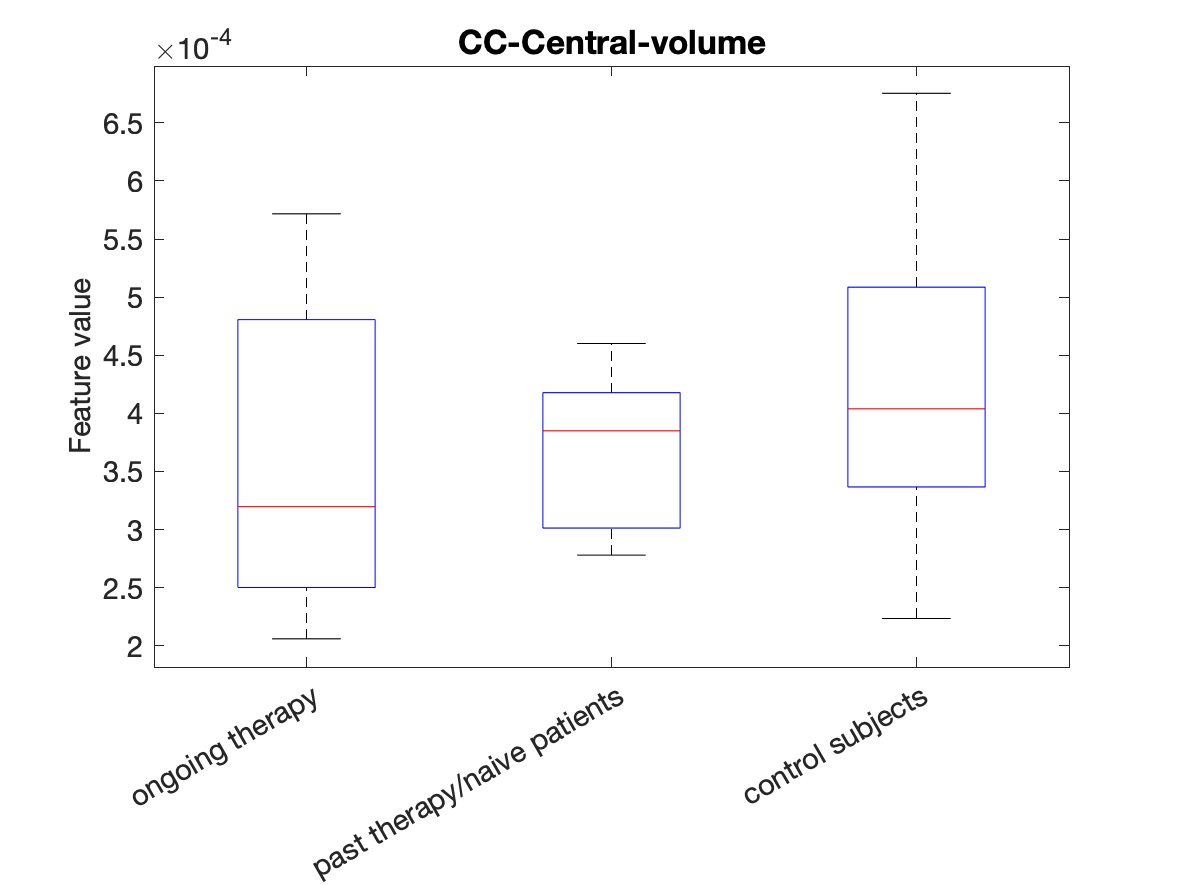 CC-Central-volume
×10-4
6.5
6
5.5
5
4.5
4
3.5
3
2.5
2
Feature value
ongoing therapy
past therapy/naive patients
control subjects